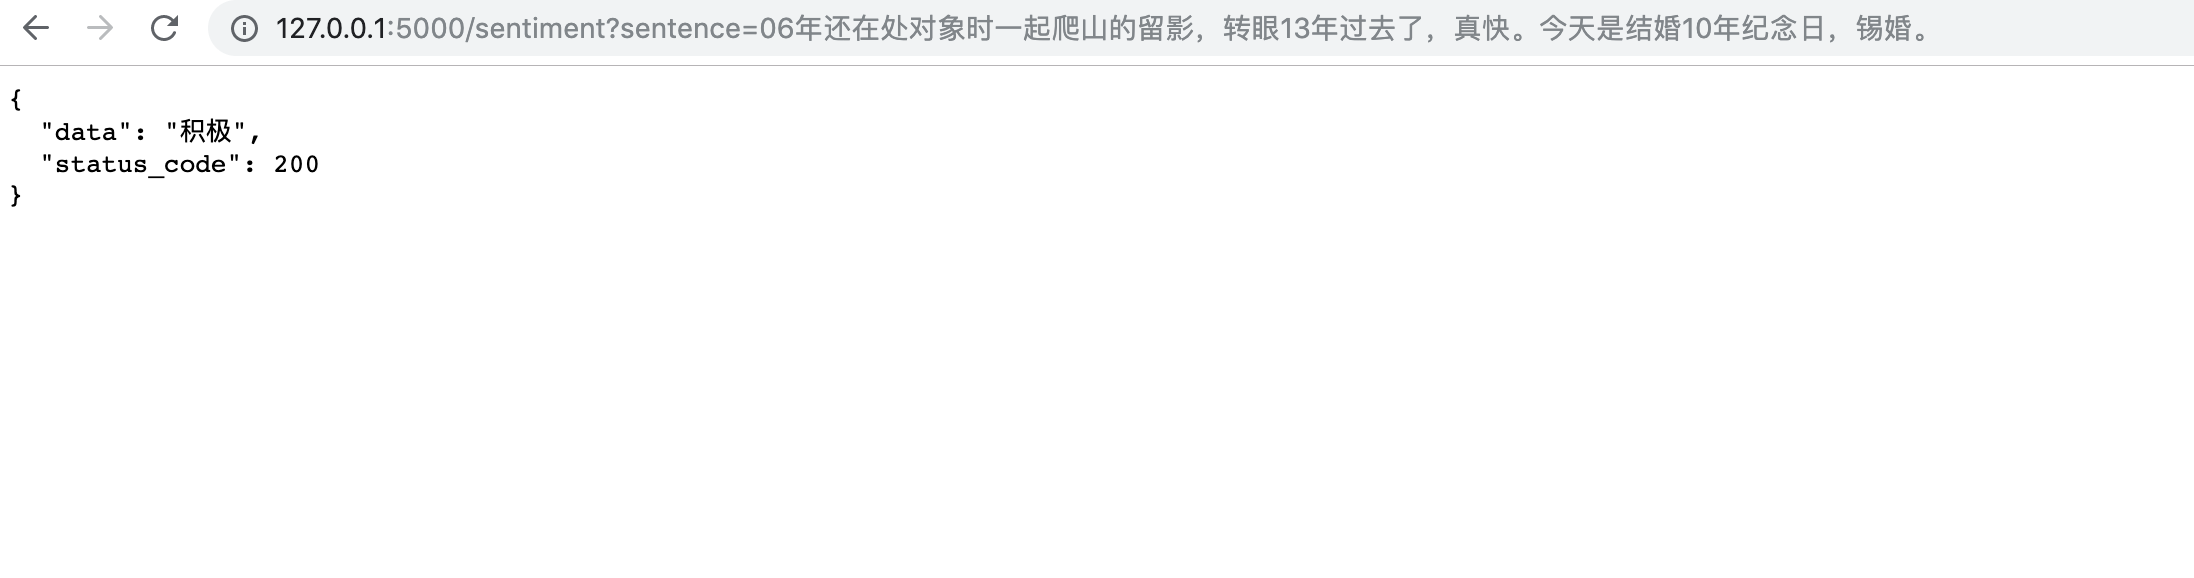 127.0.0.1:5000/sentiment?sentence=06年还在处对象时一起爬山的留影，转眼13年过去了，真快。今天是结婚10年纪念日，锡婚。
{
  "data": "积极",
  "status_code": 200
}